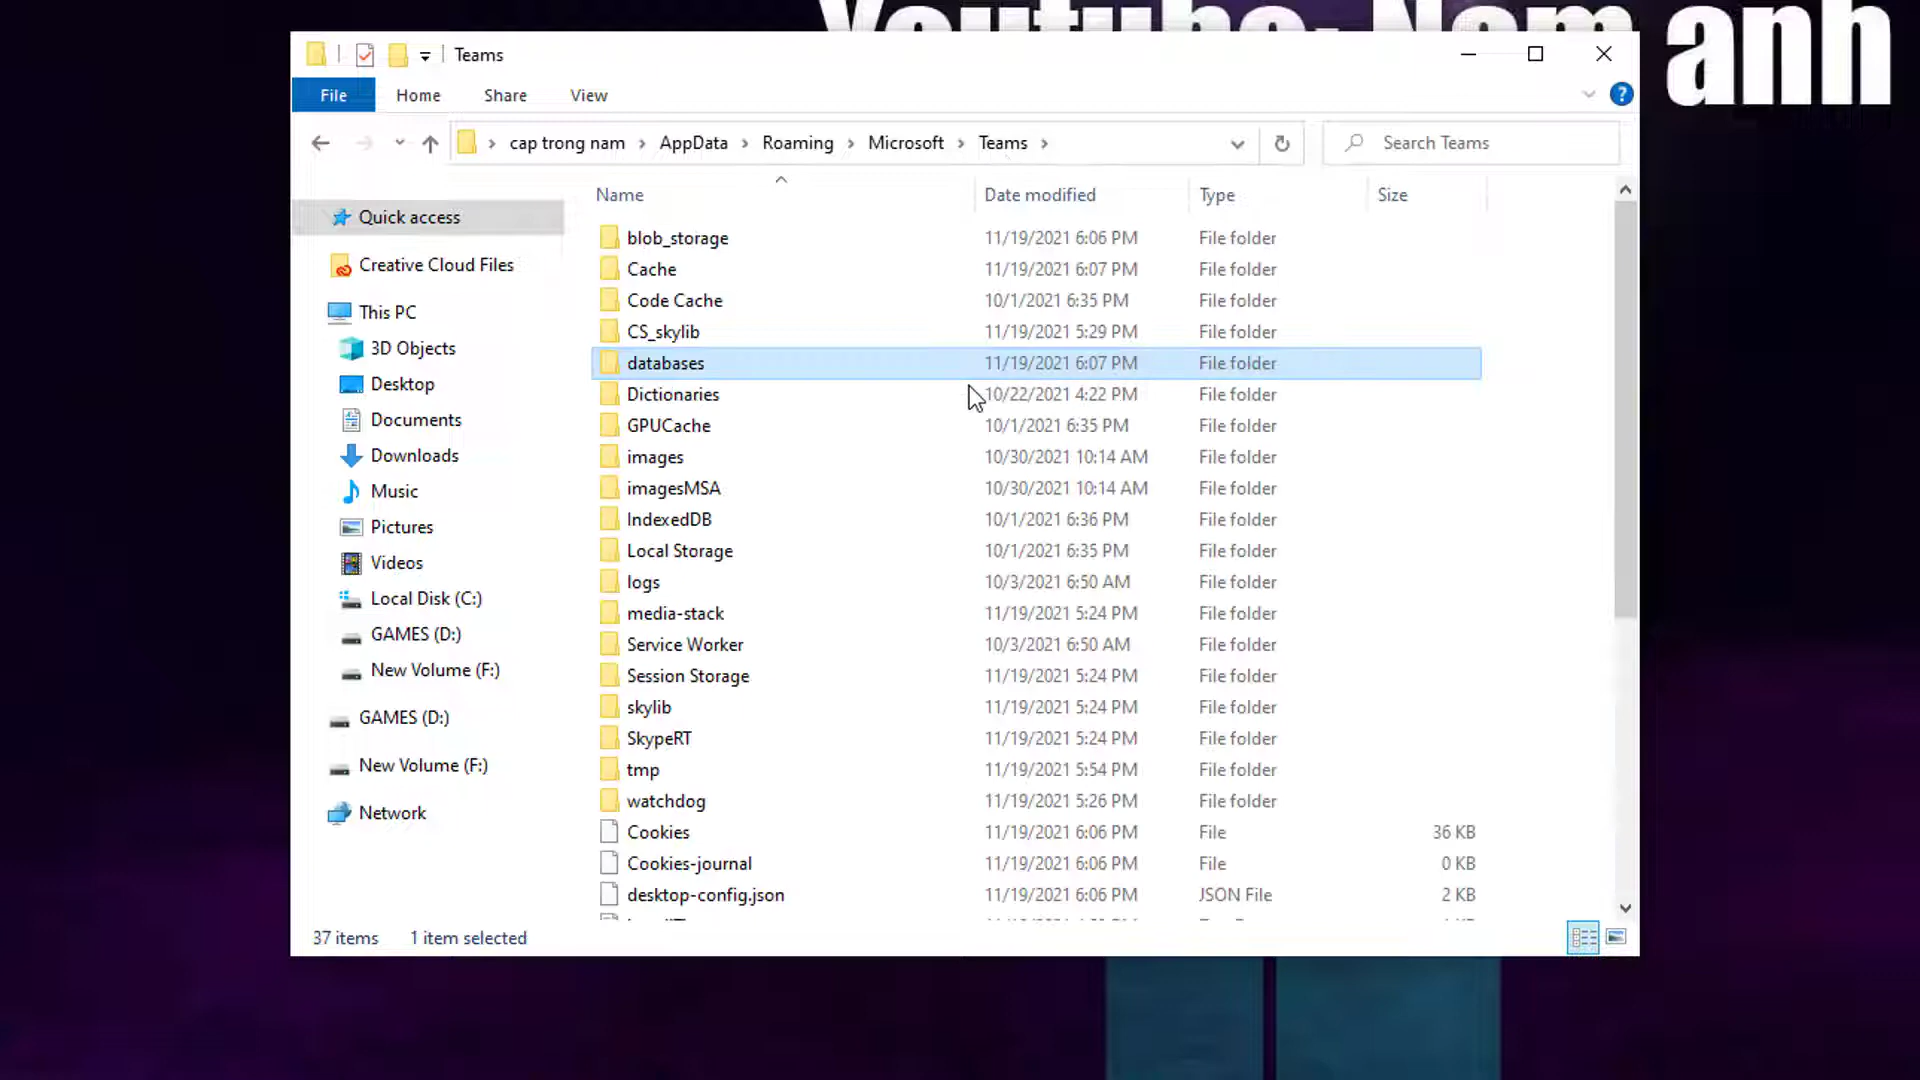 Youtube: Nam anh
Teams
File Home Share View
cap trong nam AppData Roaming Microsoft Teams Search Teams
Name Date modified Type Size
Quick access
Creative Cloud Files
This PC
3D Objects
Desktop
Documents
Downloads
Music
Pictures
Videos
Local Disk (C:)
GAMES (D:)
New Volume (F:)
GAMES (D:)
New Volume (F:)
Network
blob_storage 11/19/2021 6:06 PM File folder
Cache 11/19/2021 6:07 PM File folder
Code Cache 10/1/2021 6:35 PM File folder
CS_skylib 11/19/2021 5:29 PM File folder
databases 11/19/2021 6:07 PM File folder
Dictionaries 10/22/2021 4:22 PM File folder
GPUCache 10/1/2021 6:35 PM File folder
images 10/30/2021 10:14 AM File folder
imagesMSA 10/30/2021 10:14 AM File folder
IndexedDB 10/1/2021 6:36 PM File folder
Local Storage 10/1/2021 6:35 PM File folder
logs 10/3/2021 6:50 AM File folder
media-stack 11/19/2021 5:24 PM File folder
Service Worker 10/3/2021 6:50 AM File folder
Session Storage 11/19/2021 5:24 PM File folder
skylib 11/19/2021 5:24 PM File folder
SkypeRT 11/19/2021 5:24 PM File folder
tmp 11/19/2021 5:54 PM File folder
watchdog 11/19/2021 5:26 PM File folder
Cookies 11/19/2021 6:06 PM File 36 KB
Cookies-journal 11/19/2021 6:06 PM File 0 KB
desktop-config.json 11/19/2021 6:06 PM JSON File 2 KB
37 items 1 item selected